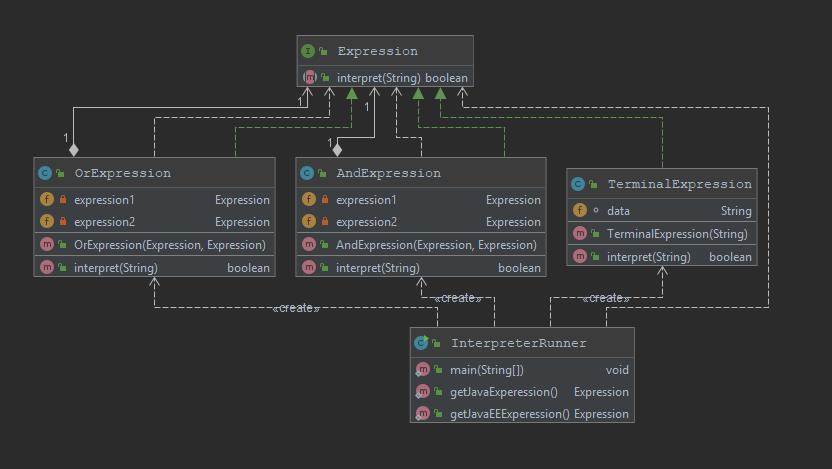 Expression
interpret(String) boolean
1
1
1
1
OrExpression
expression1 Expression
expression2 Expression
OrExpression(Expression, Expression)
interpret(String) boolean
AndExpression
expression1 Expression
expression2 Expression
AndExpression(Expression, Expression)
interpret(String) boolean
TerminalExpression
data String
TerminalExpression(String)
interpret(String) boolean
«create»
«create»
«create»
InterpreterRunner
main(String[]) void
getJavaExperession() Expression
getJavaEEExperession() Expression